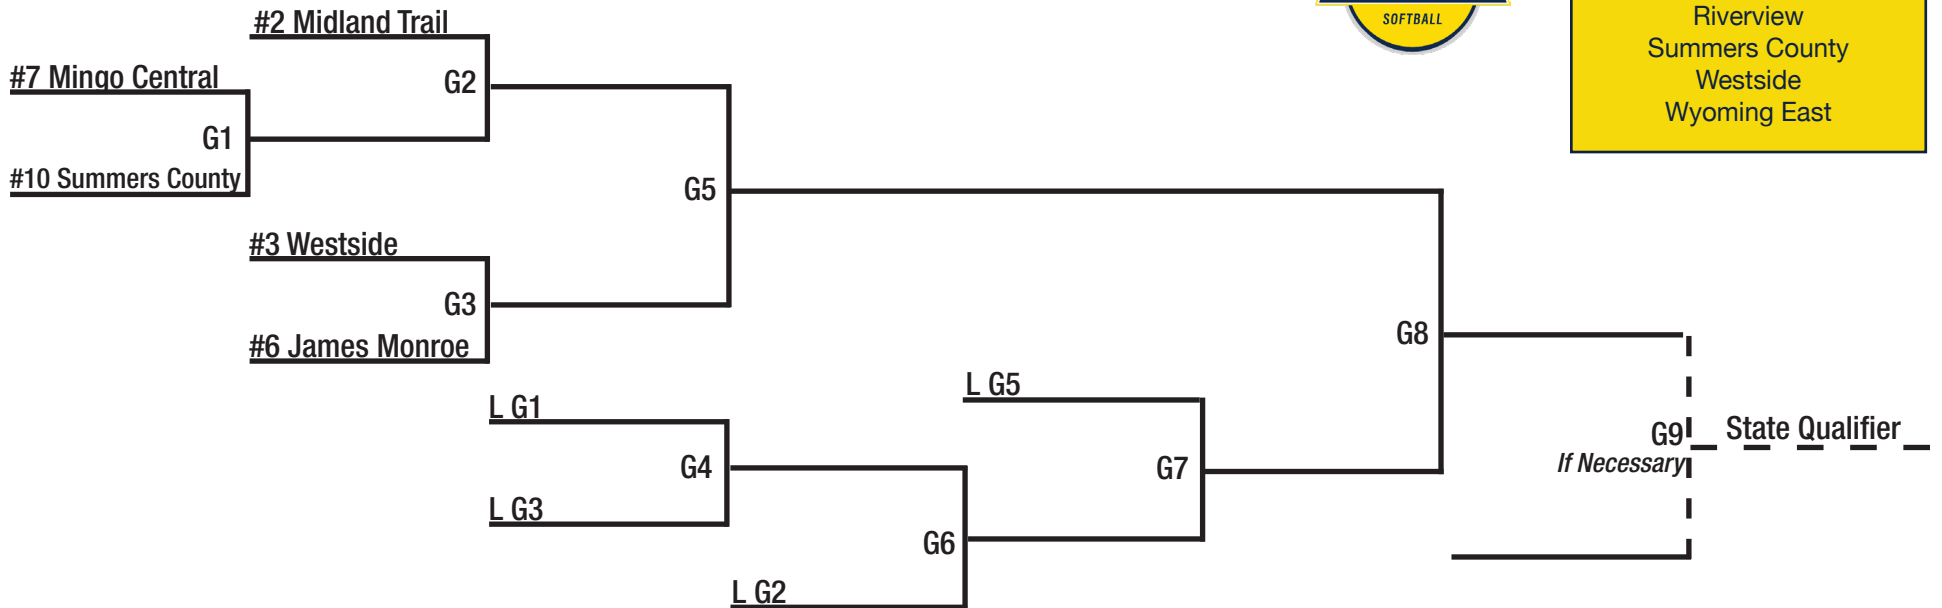 SOFTBALL
Riverview
Summers County
Westside
Wyoming East
#2 Midland Trail
#7 Mingo Central
G2
G1
#10 Summers County
G5
#3 Westside
G3
#6 James Monroe
G8
L G5
L G1
G9
State Qualifier
If Necessary
G4
G7
L G3
G6
L G2